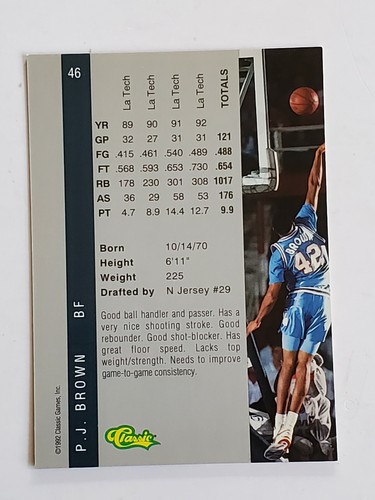 46
La Tech La Tech La Tech La Tech TOTALS
YR 89 90 91 92
GP 32 27 31 31 121
FG .415 .461 .540 .489 .488
FT .568 .593 .653 .730 .654
RB 178 230 301 308 1017
AS 36 29 58 53 176
PT 4.7 8.9 14.4 12.7 9.9
Born 10/14/70
Height 6'11"
Weight 225
Drafted by N Jersey #29
Good ball handler and passer. Has a
very nice shooting stroke. Good
rebounder. Good shot-blocker. Has
great floor speed. Lacks top
weight/strength. Needs to improve
game-to-game consistency.
Classic
P.J. BROWN BF
©1992 Classic Games, Inc.
BROWN
42